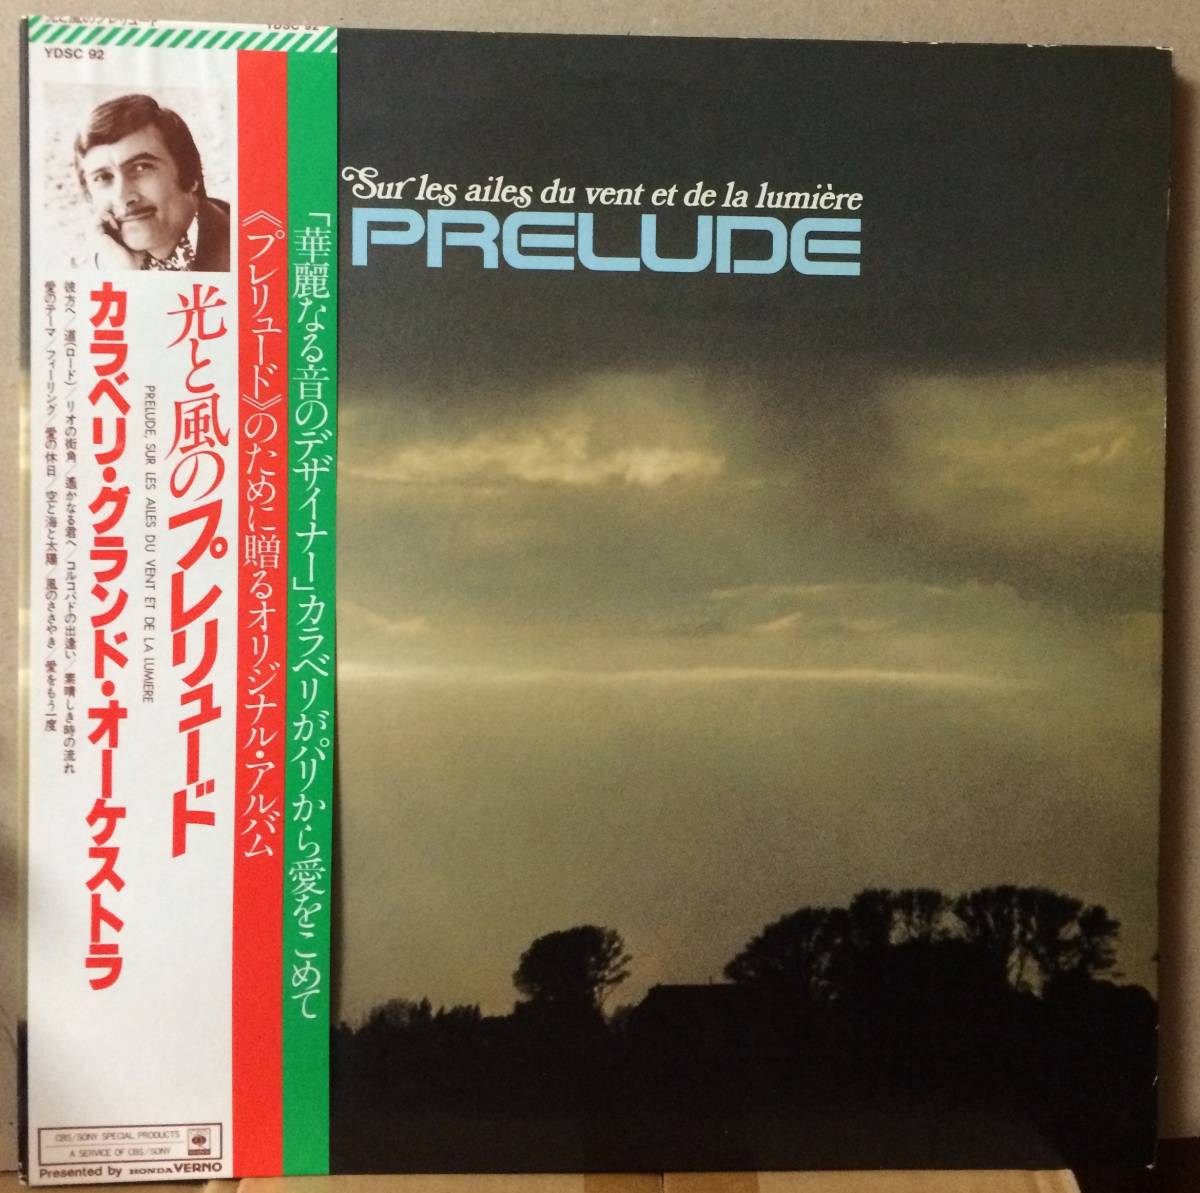 光と風のプレリュード
YDSC 92
YDSC 92
Sur les ailes du vent et de la lumière
PRELUDE
「華麗なる音のデザイナー」カラベリがパリから愛をこめて
《プレリュード》のために贈るオリジナル・アルバム
光と風のプレリュード
PRELUDE, SUR LES AILES DU VENT ET DE LA LUMIERE
カラベリ・グランド・オーケストラ
彼方へ/道(ロード)/リオの街角/遙かなる君へ/コルコバドの出逢い/素晴しき時の流れ
愛のテーマ/フィーリング/愛の休日/空と海と太陽/風のささやき/愛をもう一度
CBS/SONY SPECIAL PRODUCTS
A SERVICE OF CBS/SONY
Presented by HONDA VERNO